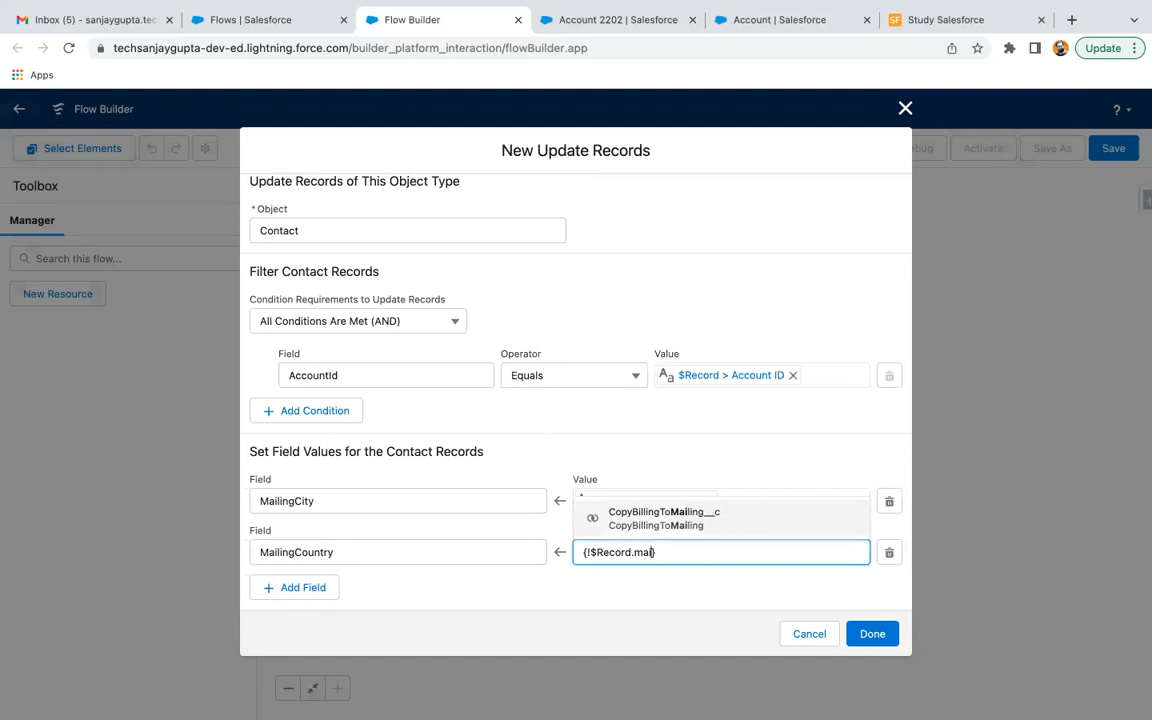 Inbox (5) - sanjaygupta.tec
Flows | Salesforce
Flow Builder
Account 2202 | Salesforce
Account | Salesforce
SF
Study Salesforce
techsanjaygupta-dev-ed.lightning.force.com/builder_platform_interaction/flowBuilder.app
Update
Apps
Flow Builder
?
Select Elements
Activate
Save As
Save
New Update Records
Toolbox
Manager
Search this flow...
New Resource
Update Records of This Object Type
* Object
Contact
Filter Contact Records
Condition Requirements to Update Records
All Conditions Are Met (AND)
Field
Operator
Value
AccountId
Equals
Aa $Record > Account ID
+ Add Condition
Set Field Values for the Contact Records
Field
Value
MailingCity
CopyBillingToMailing__c
CopyBillingToMailing
Field
MailingCountry
{!$Record.mai}
+ Add Field
Cancel
Done